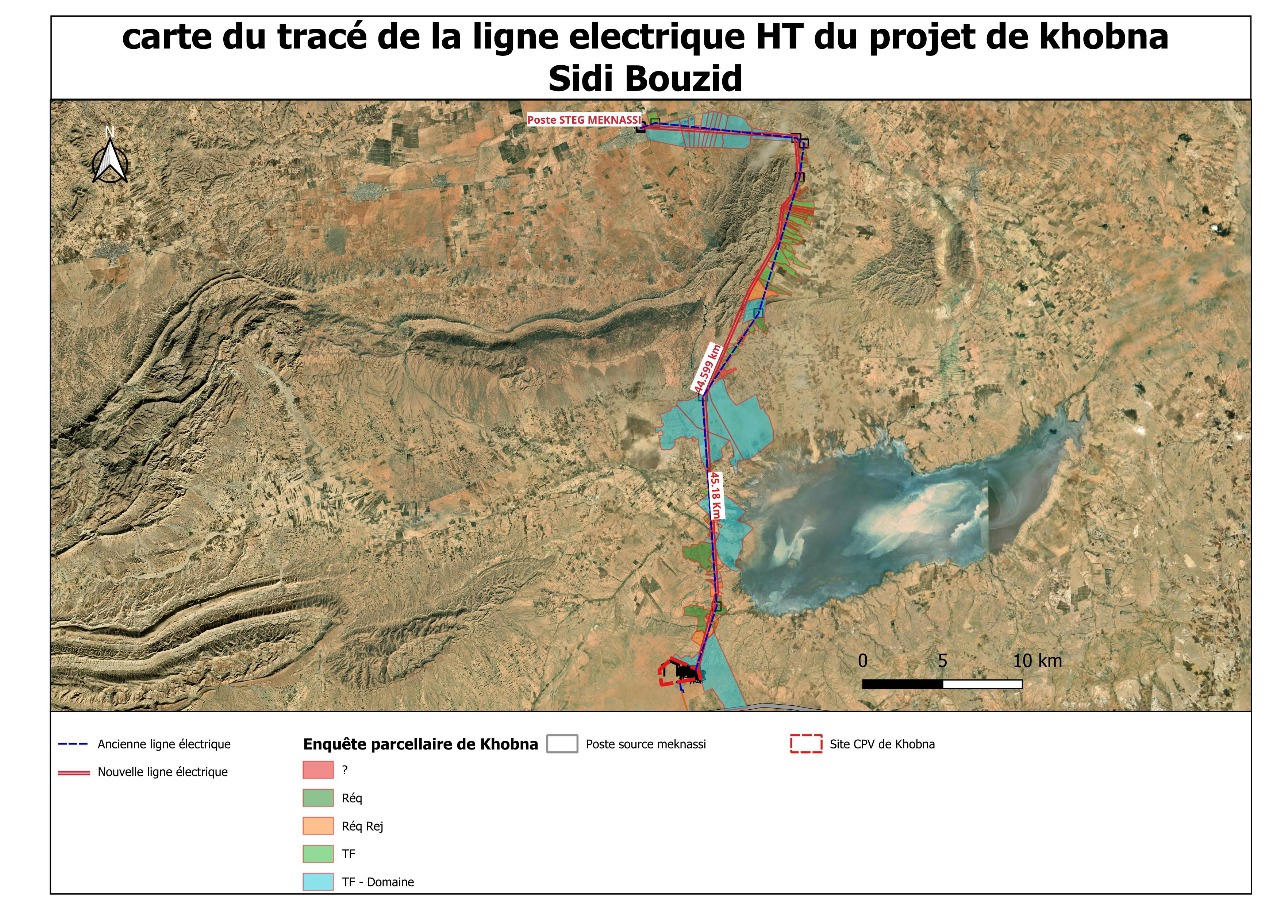 carte du tracé de la ligne electrique HT du projet de khobna
Sidi Bouzid
N
Poste STEG MEKNASSI
44.599 km
45.18 Km
0 5 10 km
Ancienne ligne électrique
Nouvelle ligne électrique
Enquête parcellaire de Khobna
?
Réq
Réq Rej
TF
TF - Domaine
Poste source meknassi
Site CPV de Khobna